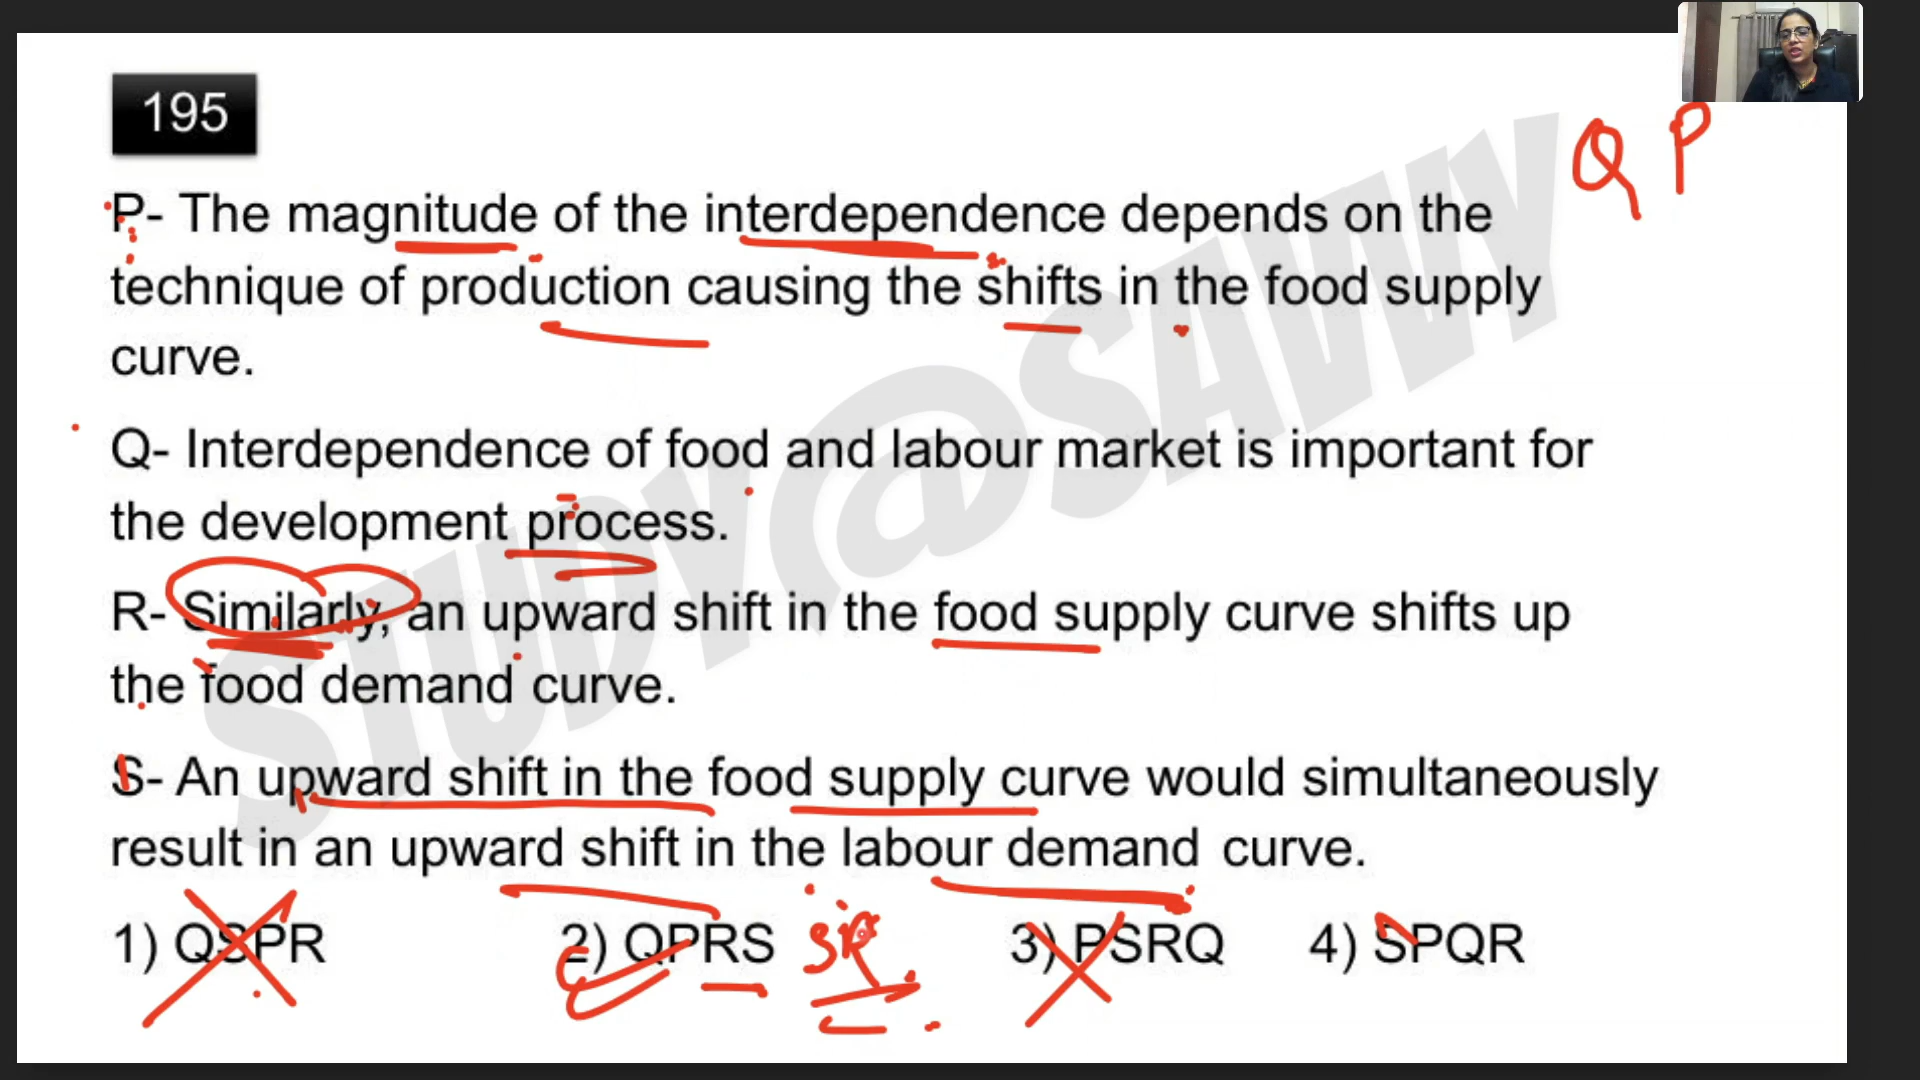 195
Q P
P- The magnitude of the interdependence depends on the
technique of production causing the shifts in the food supply
curve.
Q- Interdependence of food and labour market is important for
the development process.
R- Similarly, an upward shift in the food supply curve shifts up
the food demand curve.
S- An upward shift in the food supply curve would simultaneously
result in an upward shift in the labour demand curve.
1) QSPR 2) QPRS SR 3) PSRQ 4) SPQR
STUDY@SAVVY